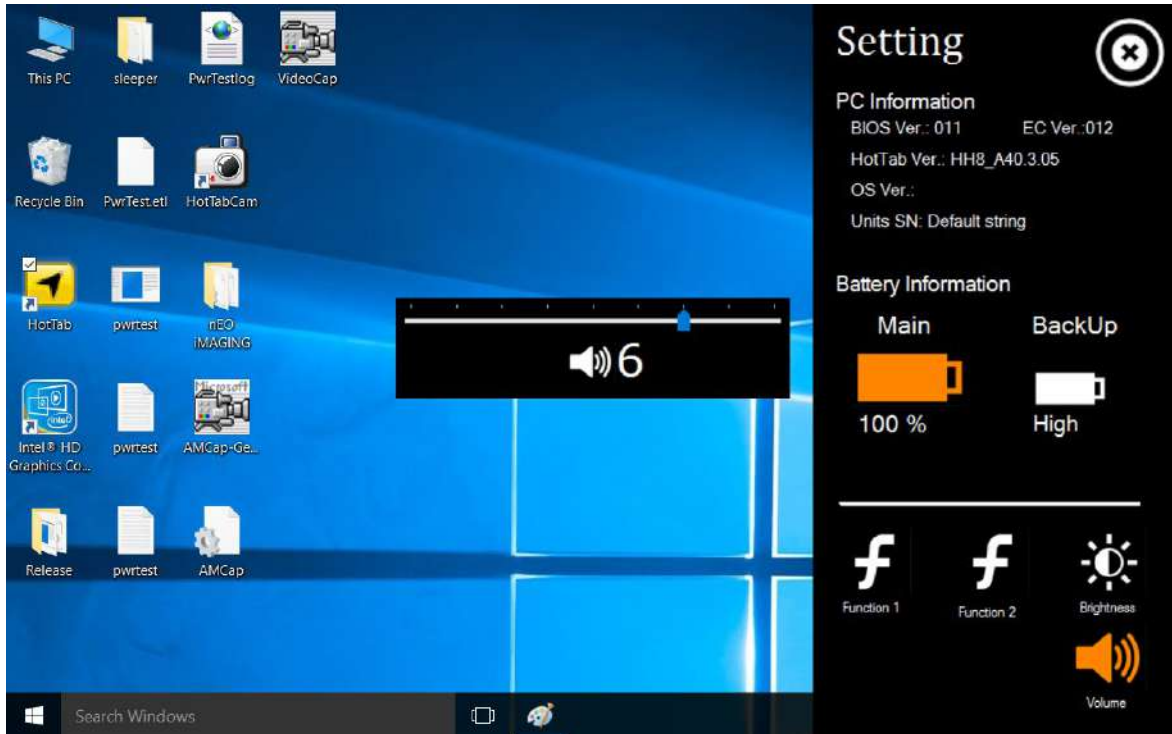 This PC
sleeper
PwrTestlog
VideoCap
Recycle Bin
PwrTest.etl
HotTabCam
HotTab
pwrtest
nEO
iMAGING
Intel® HD
Graphics Co...
pwrtest
Microsoft
AMCap-Ge...
Release
pwrtest
AMCap
Search Windows
6
Setting
PC Information
BIOS Ver.: 011 EC Ver.:012
HotTab Ver.: HH8_A40.3.05
OS Ver.:
Units SN: Default string
Battery Information
Main BackUp
100 % High
Function 1
Function 2
Brightness
Volume